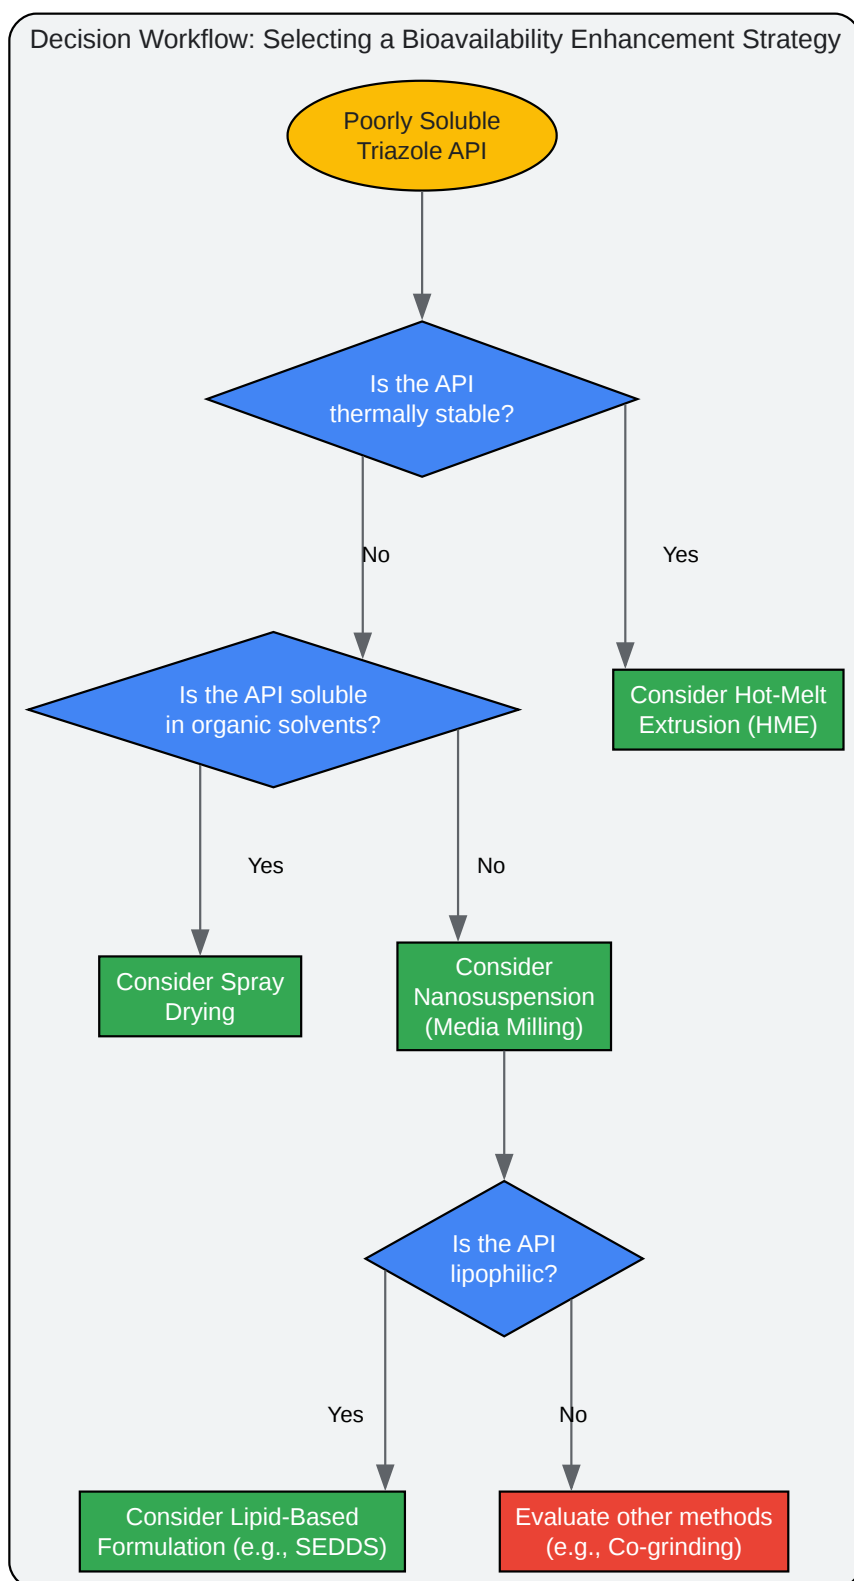 Decision Workflow: Selecting a Bioavailability Enhancement Strategy
Poorly Soluble
Triazole API
Is the API
thermally stable?
No
Yes
Is the API soluble
in organic solvents?
Consider Hot-Melt
Extrusion (HME)
Yes
No
Consider Spray
Drying
Consider
Nanosuspension
(Media Milling)
Is the API
lipophilic?
Yes
No
Consider Lipid-Based
Formulation (e.g., SEDDS)
Evaluate other methods
(e.g., Co-grinding)